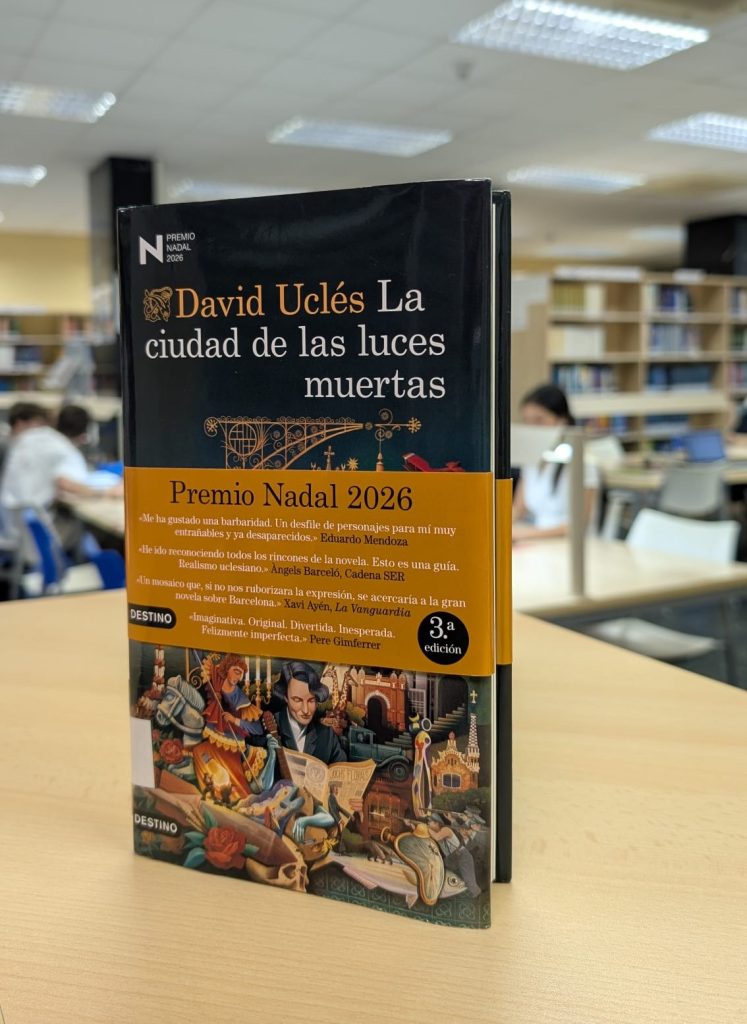 N PREMIO
NADAL
2026
David Uclés La
ciudad de las luces
muertas
Premio Nadal 2026
«Me ha gustado una barbaridad. Un desfile de personajes para mí muy
entrañables y ya desaparecidos.» Eduardo Mendoza
«He ido reconociendo todos los rincones de la novela. Esto es una guía.
Realismo uclesiano.» Àngels Barceló, Cadena SER
«Un mosaico que, si no nos ruborizara la expresión, se acercaría a la gran
novela sobre Barcelona.» Xavi Ayén, La Vanguardia
«Imaginativa. Original. Divertida. Inesperada.
Felizmente imperfecta.» Pere Gimferrer
DESTINO
3.ª
edición
JOCS FLORALS
DESTINO